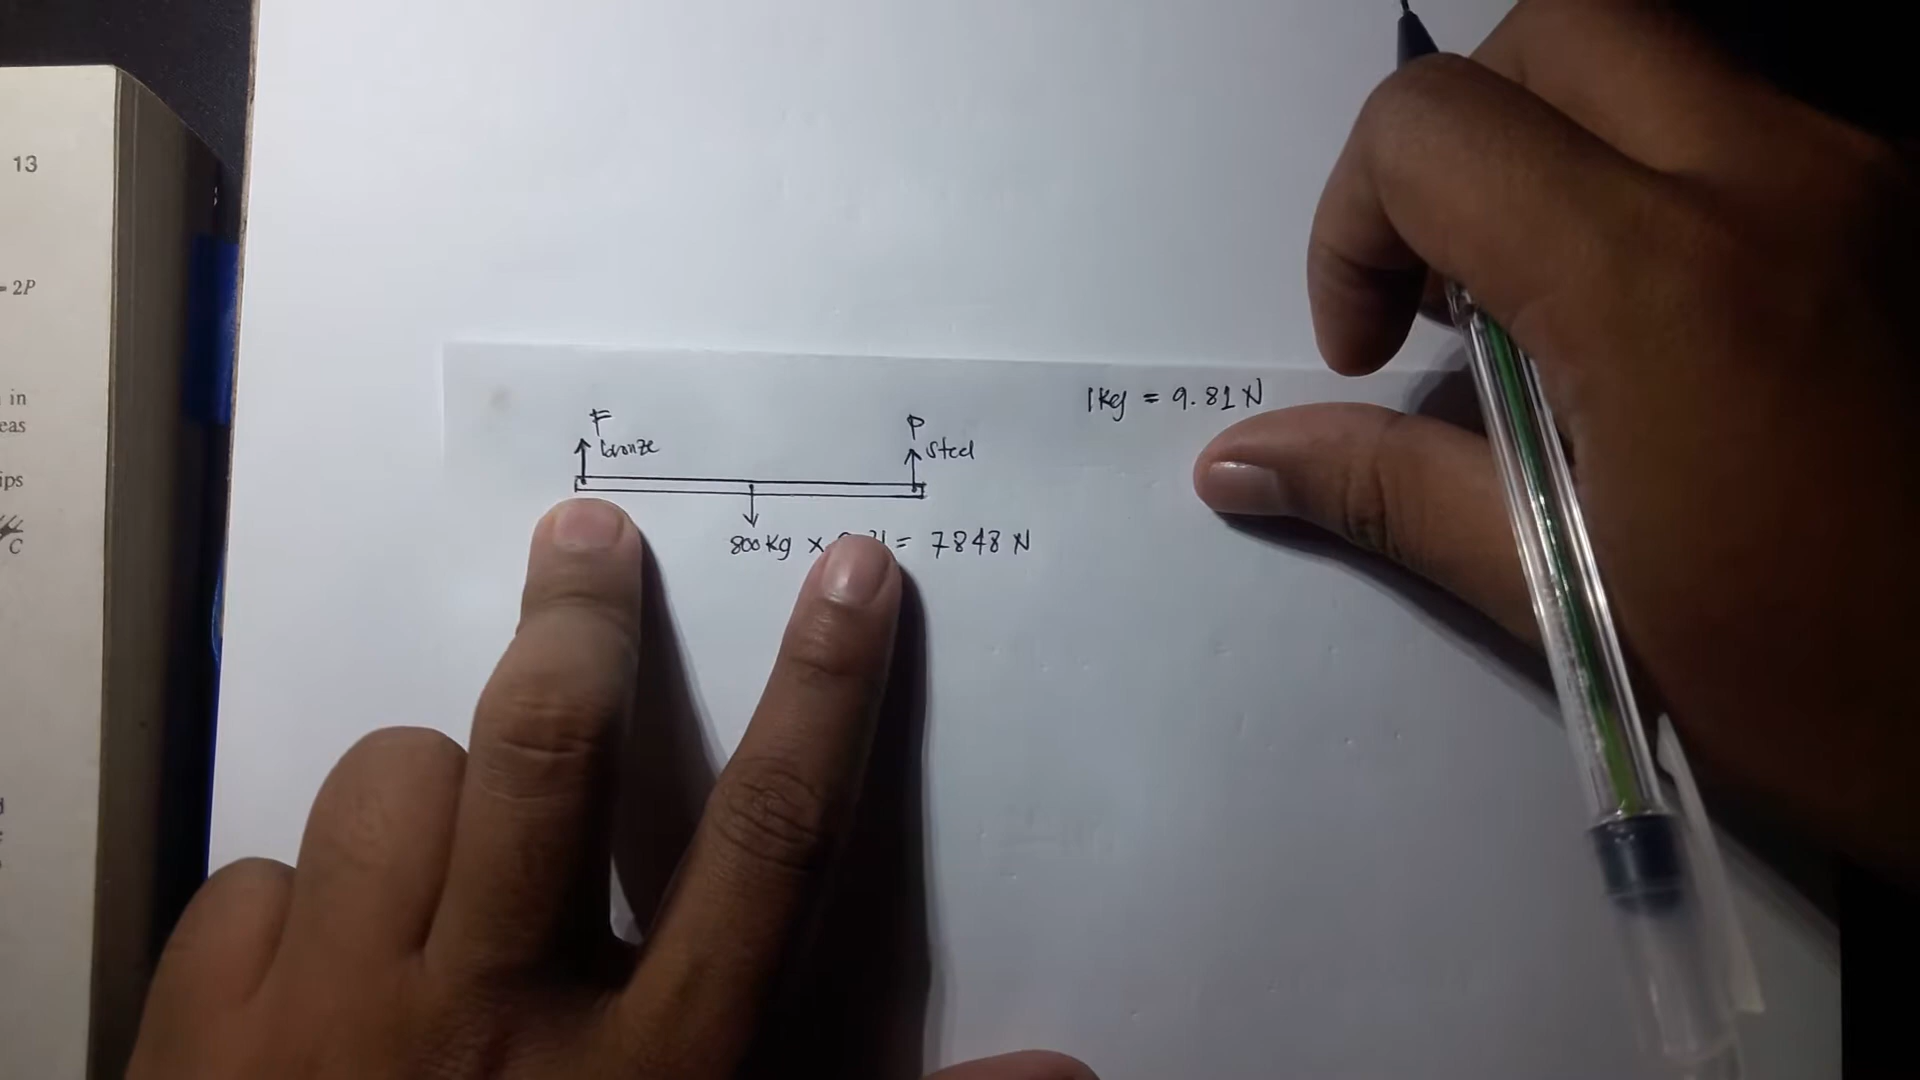 13
= 2P
in
eas
ips
C
1Kg = 9.81 N
F
bronze
P
steel
800 Kg × = 7848 N